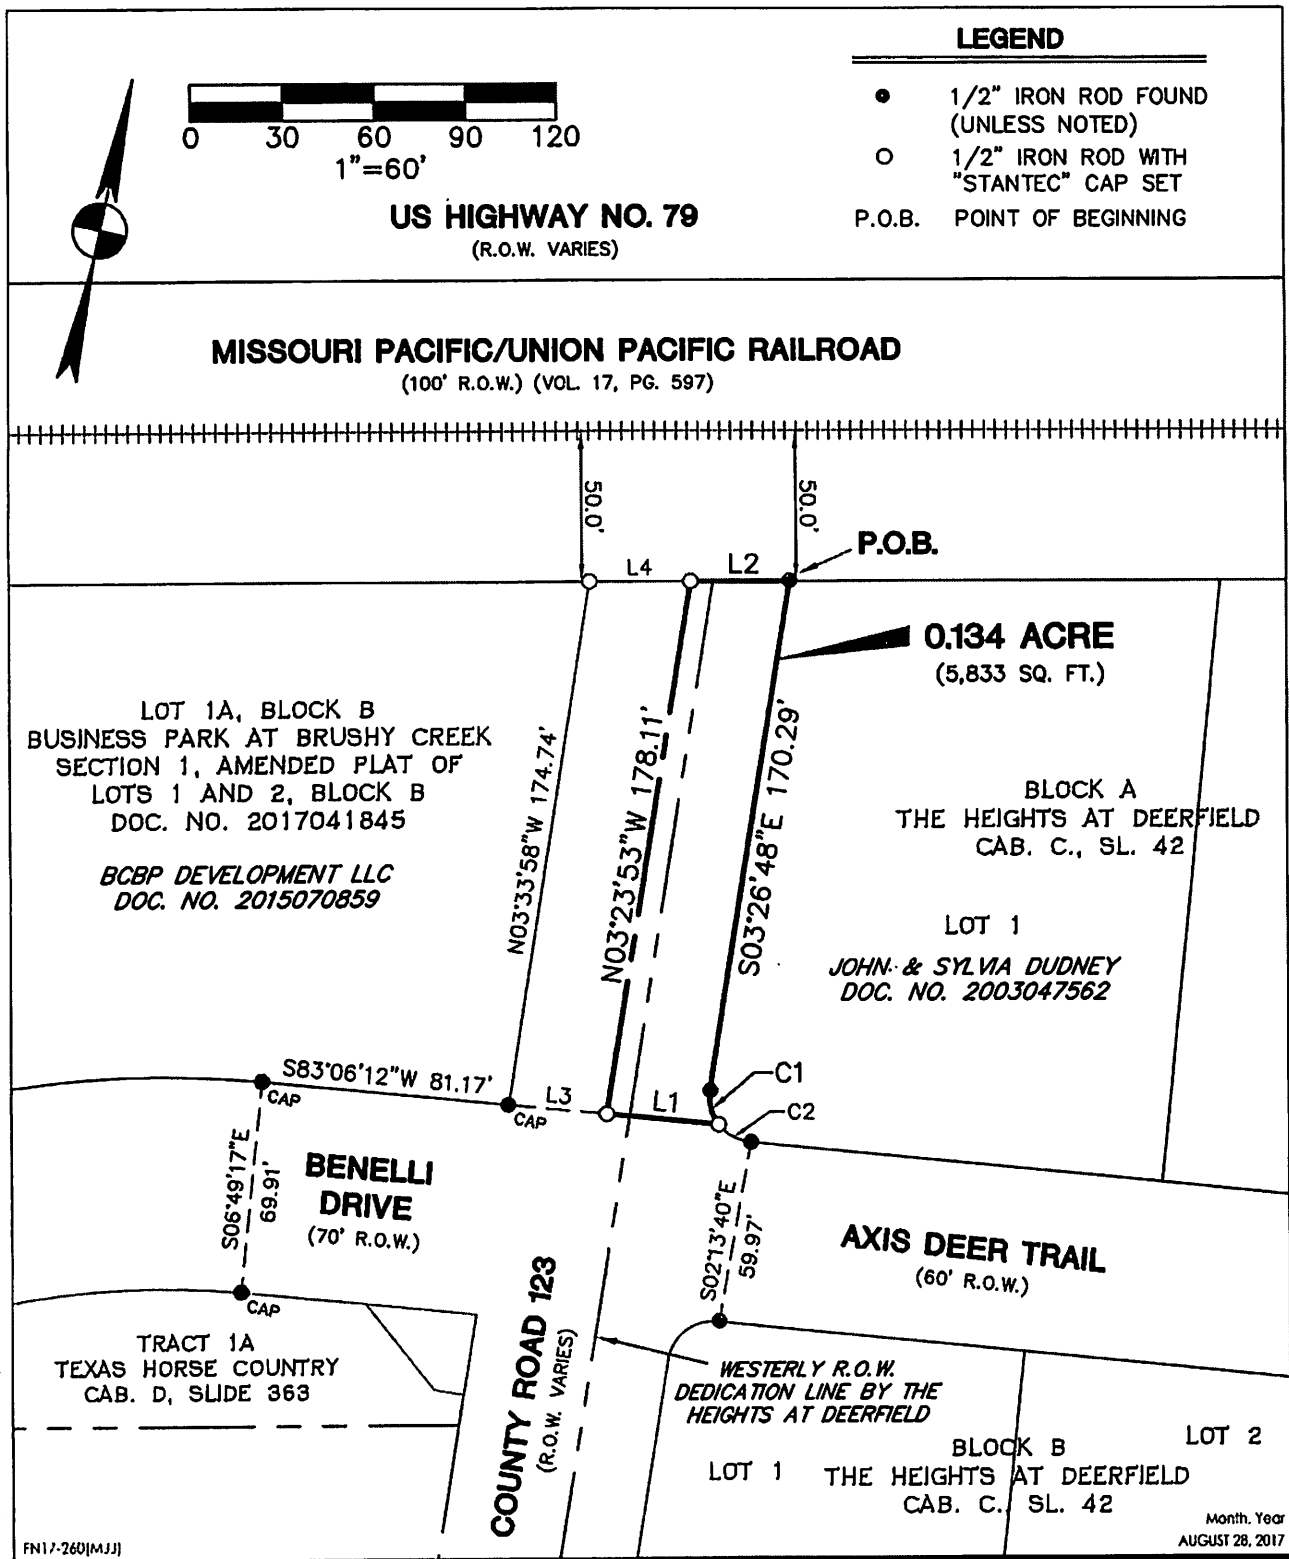 LEGEND
1/2" IRON ROD FOUND
(UNLESS NOTED)
1/2" IRON ROD WITH
"STANTEC" CAP SET
P.O.B. POINT OF BEGINNING
0 30 60 90 120
1"=60'
US HIGHWAY NO. 79
(R.O.W. VARIES)
MISSOURI PACIFIC/UNION PACIFIC RAILROAD
(100' R.O.W.) (VOL. 17, PG. 597)
50.0'
50.0'
P.O.B.
L4
L2
0.134 ACRE
(5,833 SQ. FT.)
LOT 1A, BLOCK B
BUSINESS PARK AT BRUSHY CREEK
SECTION 1, AMENDED PLAT OF
LOTS 1 AND 2, BLOCK B
DOC. NO. 2017041845
BCBP DEVELOPMENT LLC
DOC. NO. 2015070859
N03°33'58"W 174.74'
N03°23'53"W 178.11'
S03°26'48"E 170.29'
BLOCK A
THE HEIGHTS AT DEERFIELD
CAB. C., SL. 42
LOT 1
JOHN & SYLVIA DUDNEY
DOC. NO. 2003047562
S83°06'12"W 81.17'
CAP
CAP
L3
L1
C1
C2
S06°49'17"E
69.91'
BENELLI
DRIVE
(70' R.O.W.)
CAP
S02°13'40"E
59.97'
AXIS DEER TRAIL
(60' R.O.W.)
TRACT 1A
TEXAS HORSE COUNTRY
CAB. D, SLIDE 363
COUNTY ROAD 123
(R.O.W. VARIES)
WESTERLY R.O.W.
DEDICATION LINE BY THE
HEIGHTS AT DEERFIELD
LOT 1
BLOCK B
THE HEIGHTS AT DEERFIELD
CAB. C., SL. 42
LOT 2
Month, Year
AUGUST 28, 2017
FN17-260(MJJ)